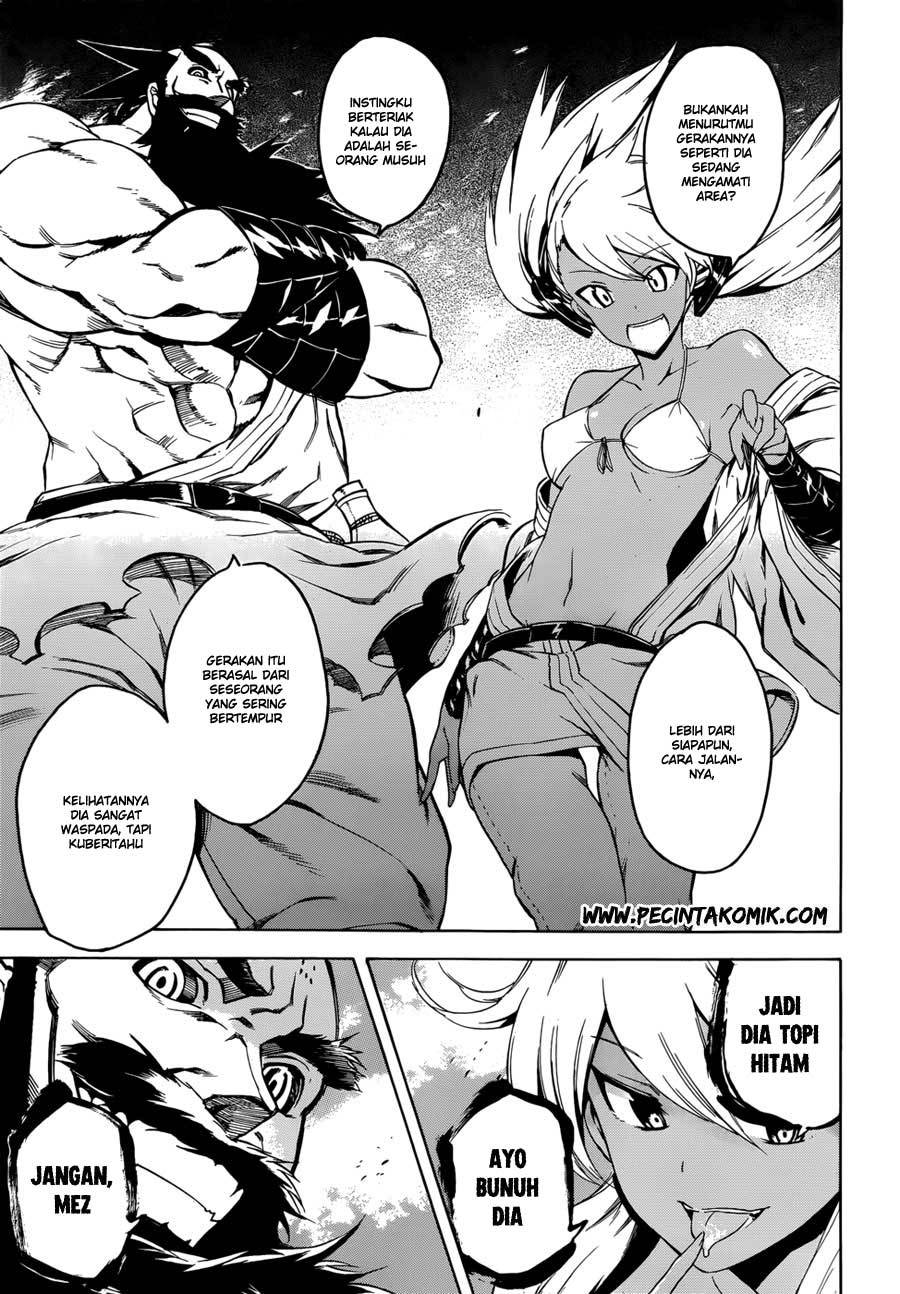 BUKANKAH
MENURUTMU
GERAKANNYA
SEPERTI DIA
SEDANG
MENGAMATI
AREA?
INSTINGKU
BERTERIAK
KALAU DIA
ADALAH SE-
ORANG MUSUH
LEBIH DARI
SIAPAPUN,
CARA JALAN-
NYA,
GERAKAN ITU
BERASAL DARI
SESEORANG
YANG SERING
BERTEMPUR
KELIHATANNYA
DIA SANGAT
WASPADA, TAPI
KUBERITAHU
WWW.PECINTAKOMIK.COM
JADI
DIA TOPI
HITAM
AYO
BUNUH
DIA
JANGAN,
MEZ